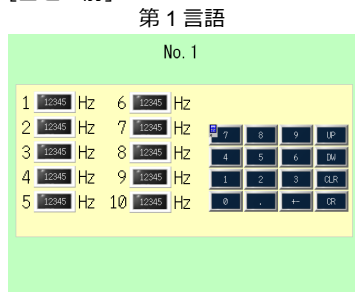 第1言語
No. 1
1 12345 Hz 6 12345 Hz
2 12345 Hz 7 12345 Hz
3 12345 Hz 8 12345 Hz
4 12345 Hz 9 12345 Hz
5 12345 Hz 10 12345 Hz
7 8 9 UP
4 5 6 DW
1 2 3 CLR
0 . ← CR